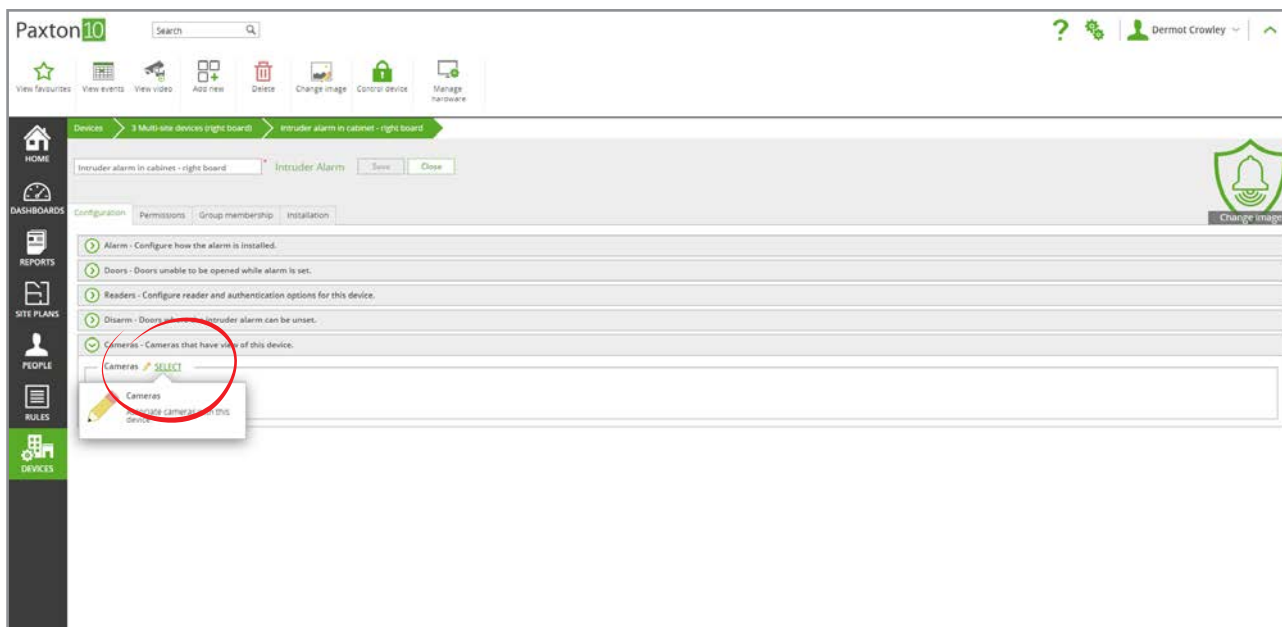 Paxton10
Search
Dermot Crowley
View favourites
View events
View video
Add new
Delete
Change image
Control device
Manage hardware
HOME
DASHBOARDS
REPORTS
SITE PLANS
PEOPLE
RULES
DEVICES
Devices
3 Multi-site devices (right board)
Intruder alarm in cabinet - right board
Intruder alarm in cabinet - right board
* Intruder Alarm
Save
Close
Change image
Configuration
Permissions
Group membership
Installation
Alarm - Configure how the alarm is installed.
Doors - Doors unable to be opened while alarm is set.
Readers - Configure reader and authentication options for this device.
Disarm - Doors where the intruder alarm can be unset.
Cameras - Cameras that have view of this device.
Cameras SELECT
Cameras
Associate cameras with this
device